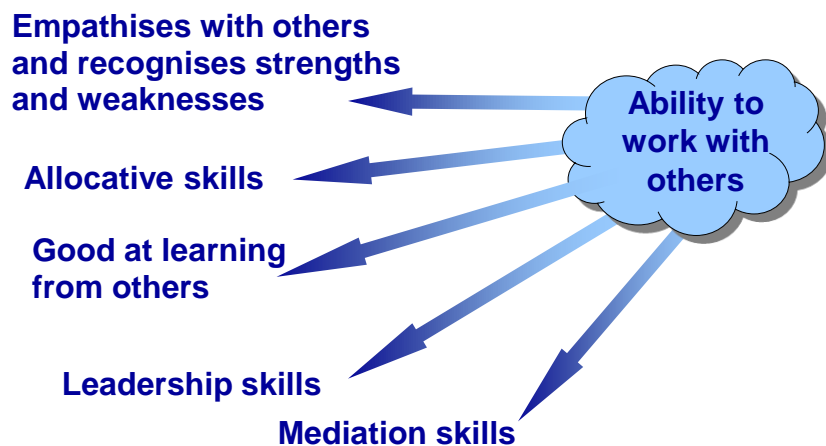 Empathises with others
and recognises strengths
and weaknesses
Ability to
work with
others
Allocative skills
Good at learning
from others
Leadership skills
Mediation skills